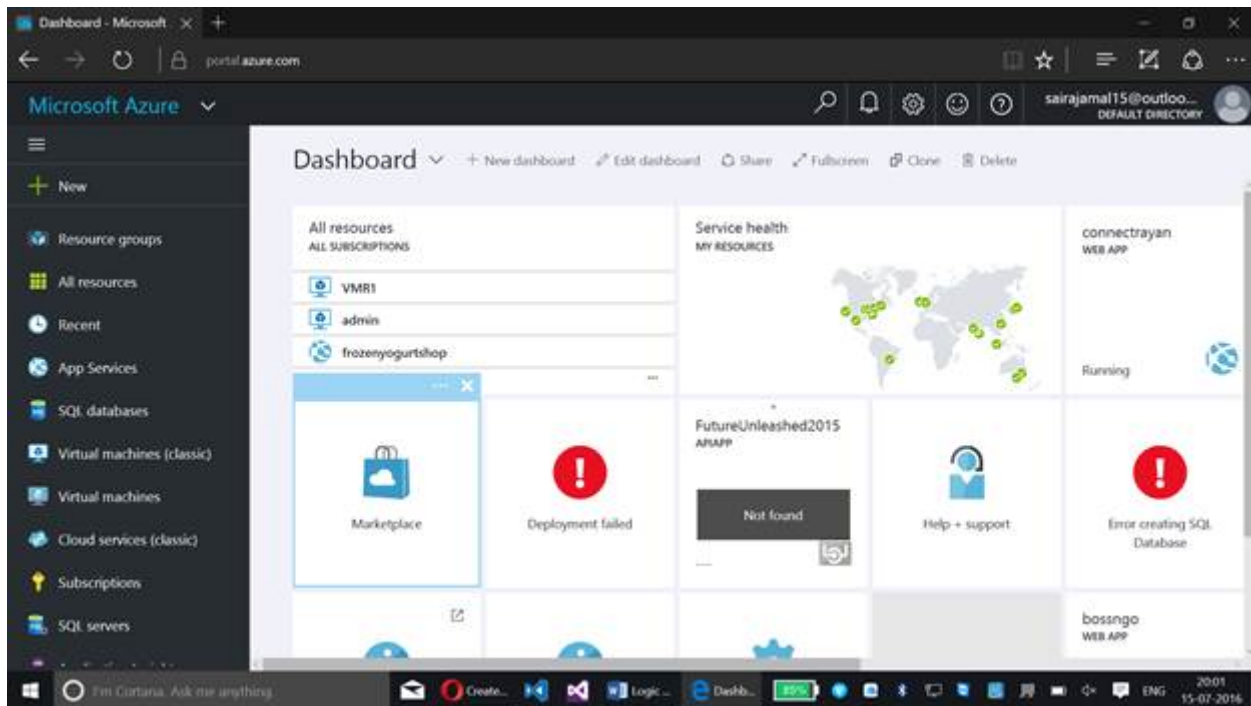 Dashboard - Microsoft
portal.azure.com
Microsoft Azure
sairajamal15@outloo...
DEFAULT DIRECTORY
New
Resource groups
All resources
Recent
App Services
SQL databases
Virtual machines (classic)
Virtual machines
Cloud services (classic)
Subscriptions
SQL servers
Dashboard
+ New dashboard
Edit dashboard
Share
Fullscreen
Clone
Delete
All resources
ALL SUBSCRIPTIONS
VMR1
admin
frozenyogurtshop
Service health
MY RESOURCES
connectrayan
WEB APP
Running
Marketplace
Deployment failed
FutureUnleashed2015
APIAPP
Not found
Help + support
Error creating SQL
Database
bossngo
WEB APP
I'm Cortana. Ask me anything.
Create...
Logic ...
Dashb...
85%
ENG
20:01
15-07-2016